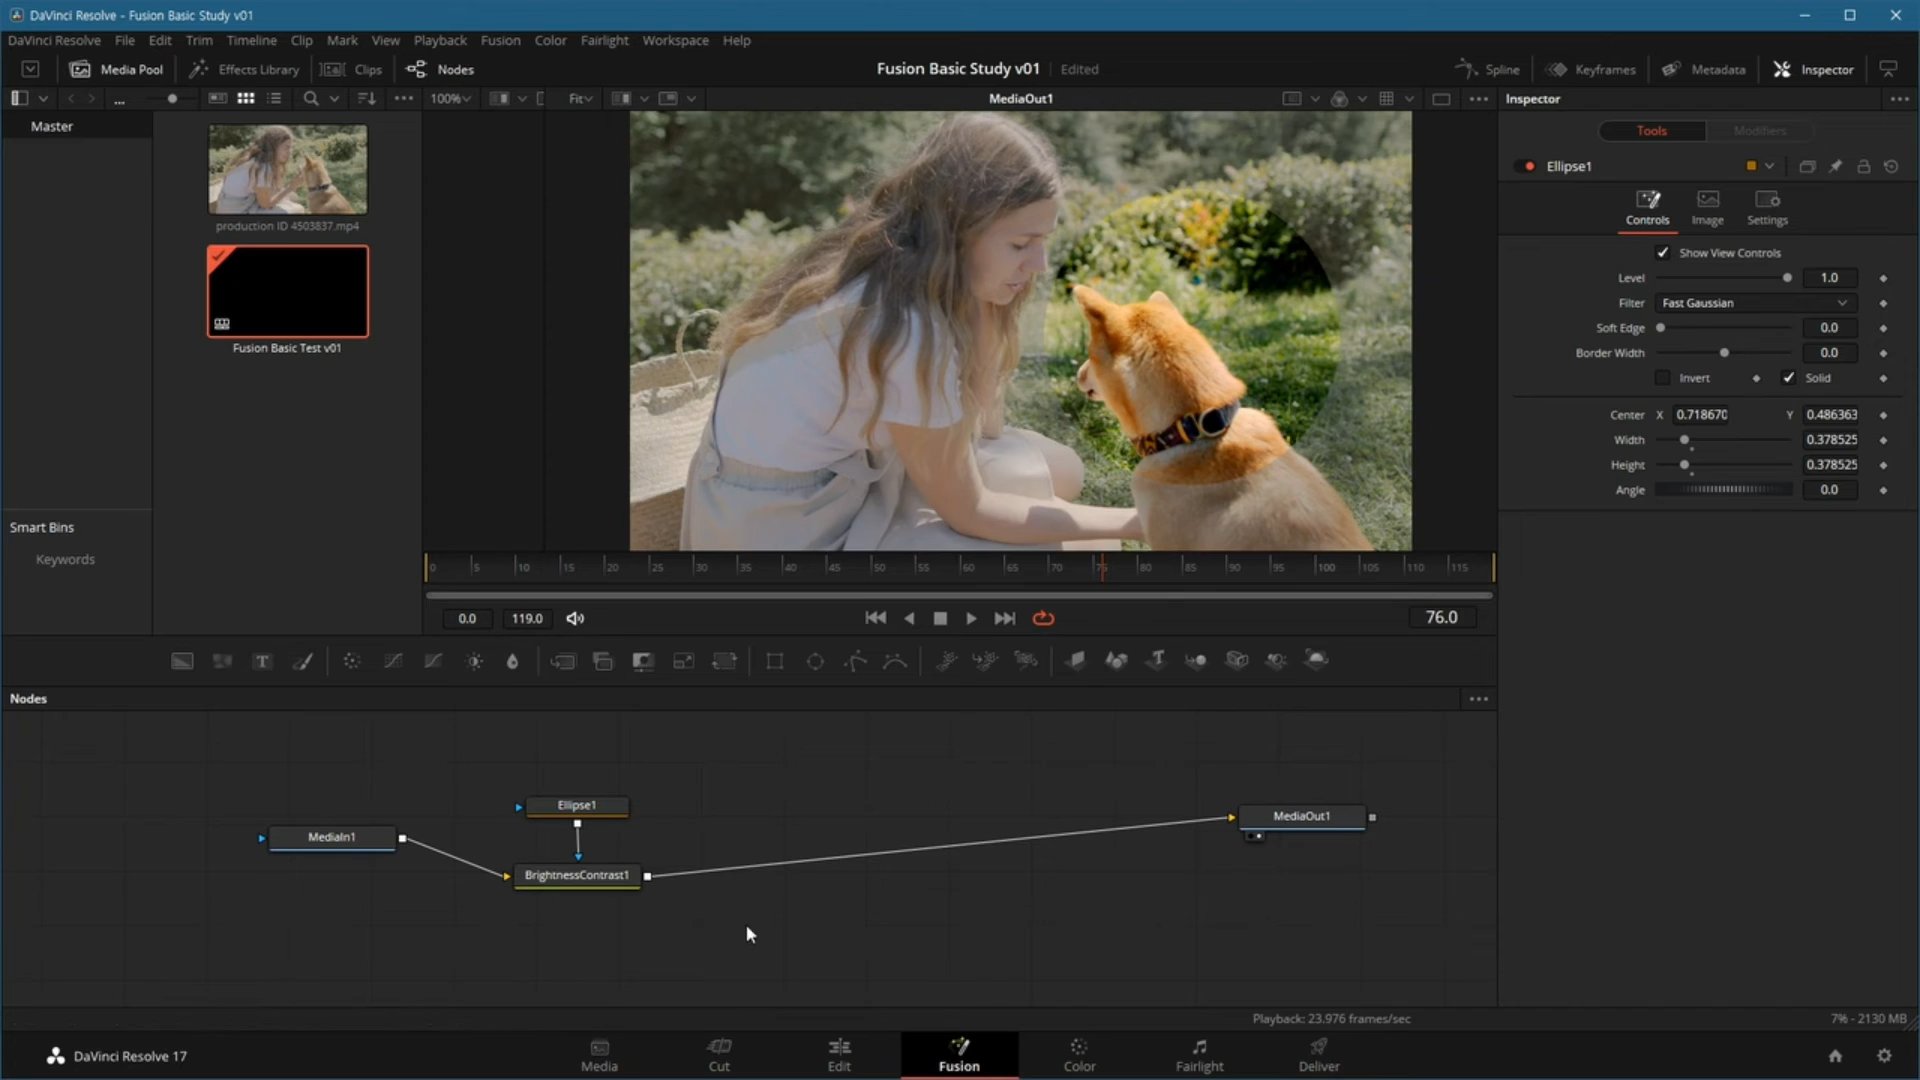 DaVinci Resolve - Fusion Basic Study v01
DaVinci Resolve File Edit Trim Timeline Clip Mark View Playback Fusion Color Fairlight Workspace Help
Media Pool Effects Library Clips Nodes Fusion Basic Study v01 Edited Spline Keyframes Metadata Inspector
... 100% Fit MediaOut1 Inspector
Master
Tools Modifiers
Ellipse1
production ID 4503837.mp4
Controls Image Settings
Show View Controls
Level 1.0
Filter Fast Gaussian
Soft Edge 0.0
Fusion Basic Test v01
Border Width 0.0
Invert Solid
Center X 0.718670 Y 0.486363
Width 0.378525
Height 0.378525
Angle 0.0
Smart Bins
Keywords
0 5 10 15 20 25 30 35 40 45 50 55 60 65 70 75 80 85 90 95 100 105 110 115
0.0 119.0 76.0
Nodes
Ellipse1
MediaIn1
MediaOut1
BrightnessContrast1
Playback: 23.976 frames/sec 7% - 2130 MB
DaVinci Resolve 17
Media Cut Edit Fusion Color Fairlight Deliver